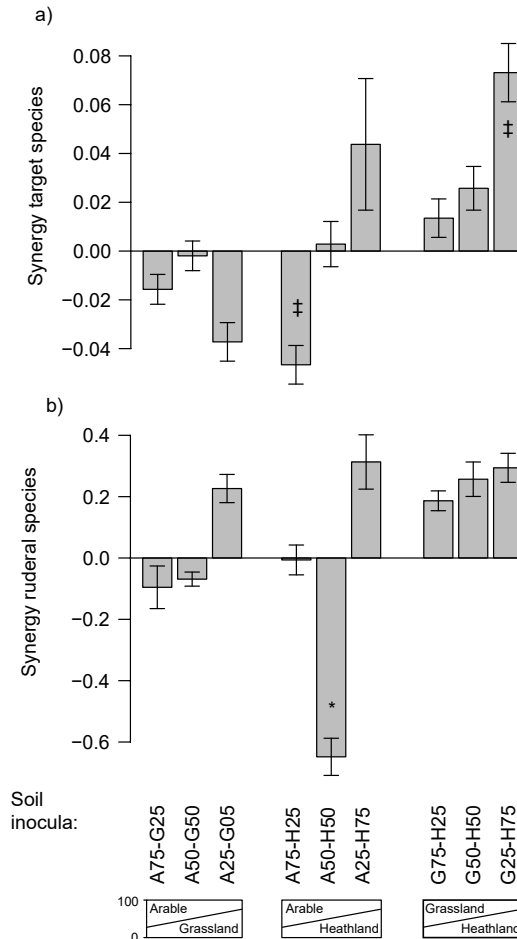 a)
Synergy target species
0.08
0.06
0.04
0.02
0.00
−0.02
−0.04
‡
‡
b)
Synergy ruderal species
0.4
0.2
0.0
−0.2
−0.4
−0.6
*
Soil
inocula:
A75-G25
A50-G50
A25-G05
A75-H25
A50-H50
A25-H75
G75-H25
G50-H50
G25-H75
100
0
Arable
Grassland
Arable
Heathland
Grassland
Heathland